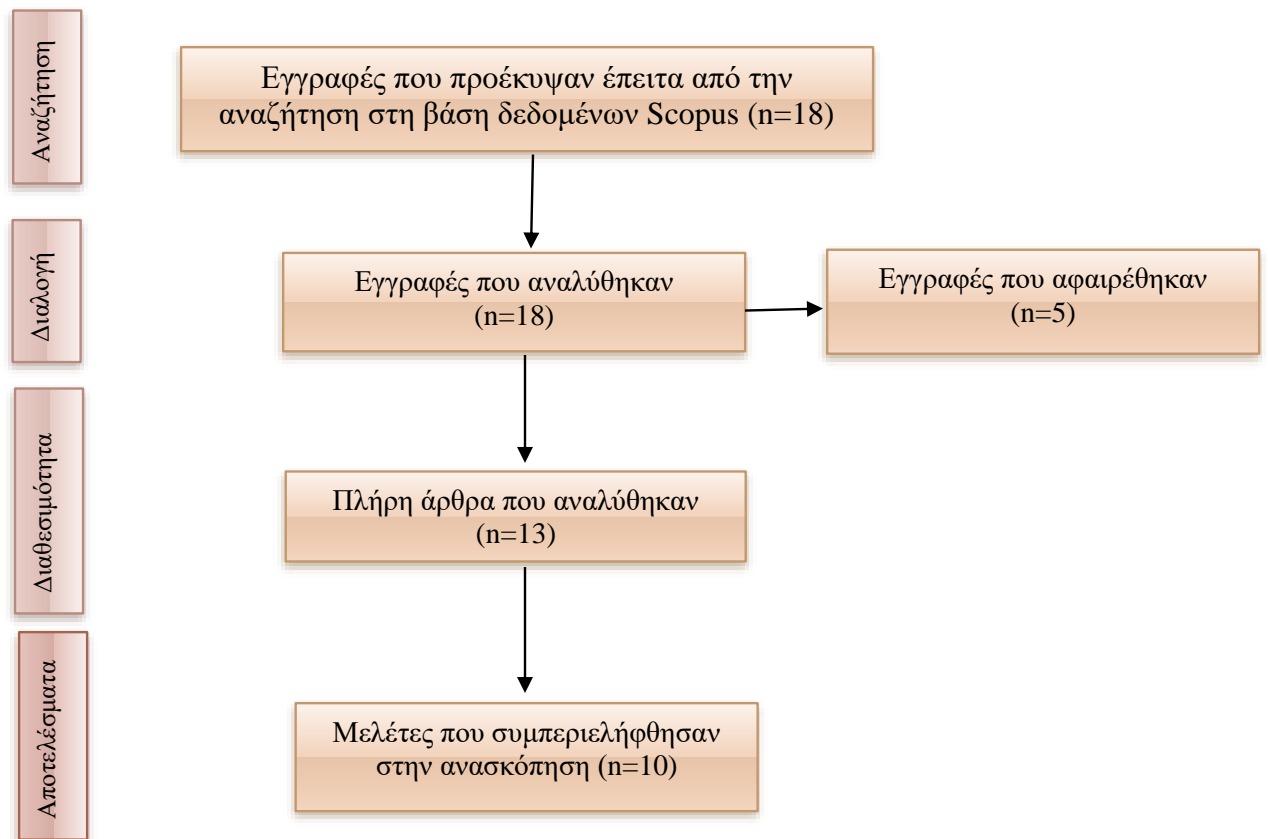 Αναζήτηση
Εγγραφές που προέκυψαν έπειτα από την
αναζήτηση στη βάση δεδομένων Scopus (n=18)
Διαλογή
Εγγραφές που αναλύθηκαν
(n=18)
Εγγραφές που αφαιρέθηκαν
(n=5)
Διαθεσιμότητα
Πλήρη άρθρα που αναλύθηκαν
(n=13)
Αποτελέσματα
Μελέτες που συμπεριελήφθησαν
στην ανασκόπηση (n=10)